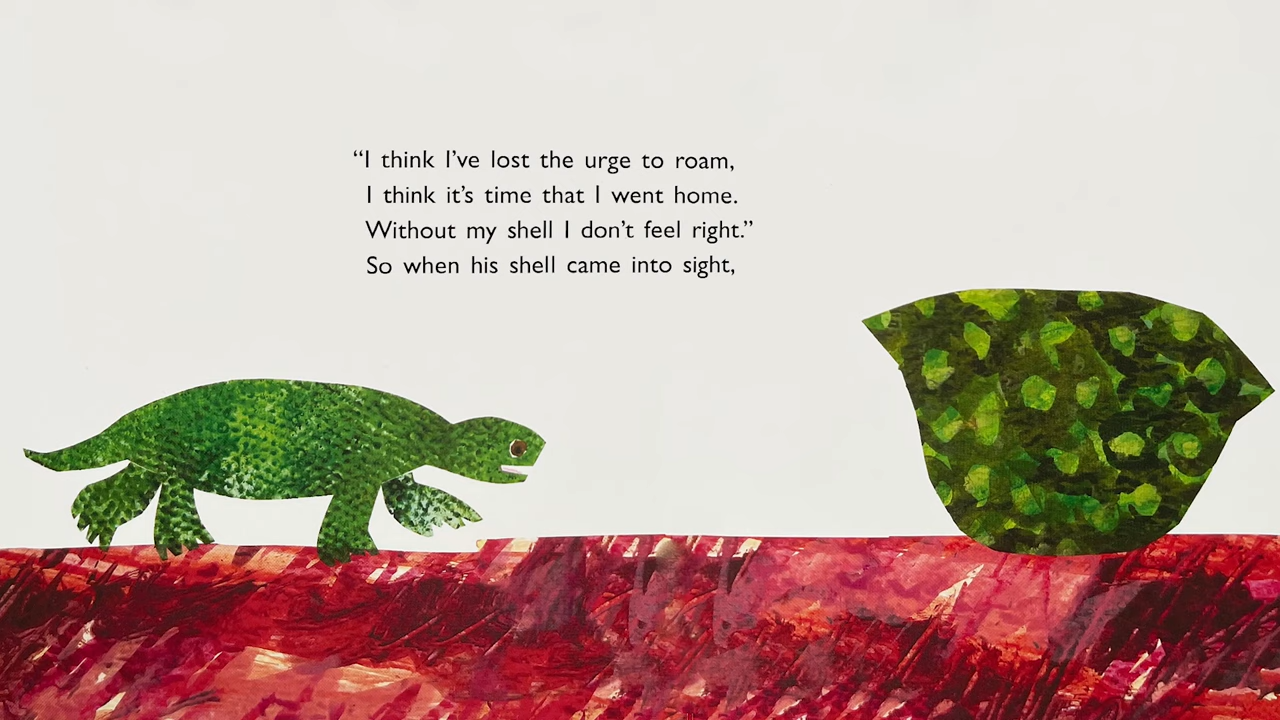 “I think I’ve lost the urge to roam,
I think it’s time that I went home.
Without my shell I don’t feel right.”
So when his shell came into sight,